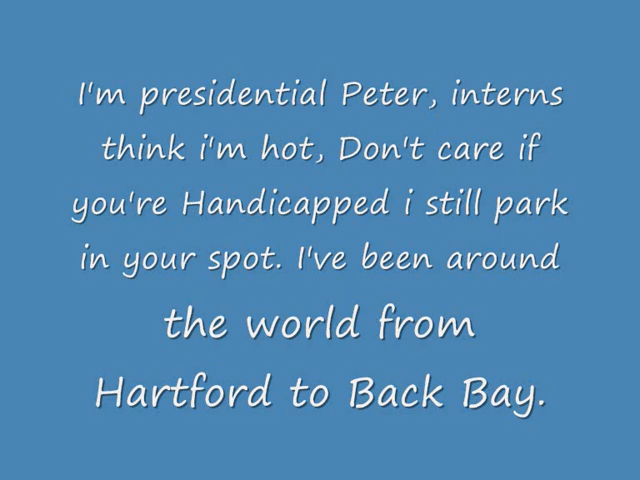 I'm presidential Peter, interns
think i'm hot, Don't care if
you're Handicapped i still park
in your spot. I've been around
the world from
Hartford to Back Bay.